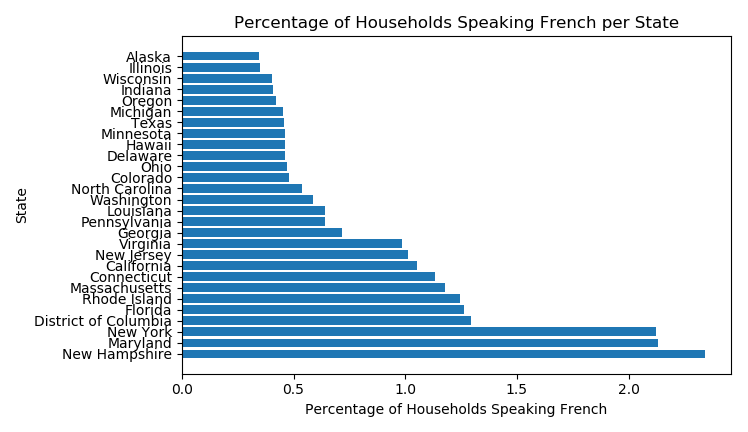 Percentage of Households Speaking French per State
State
Alaska
Illinois
Wisconsin
Indiana
Oregon
Michigan
Texas
Minnesota
Hawaii
Delaware
Ohio
Colorado
North Carolina
Washington
Louisiana
Pennsylvania
Georgia
Virginia
New Jersey
California
Connecticut
Massachusetts
Rhode Island
Florida
District of Columbia
New York
Maryland
New Hampshire
0.0 0.5 1.0 1.5 2.0
Percentage of Households Speaking French